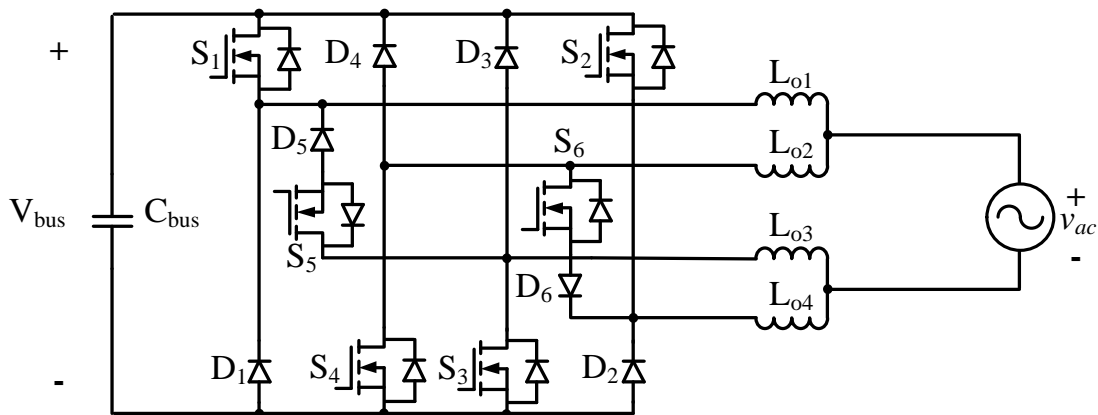 +
S1
D4
D3
S2
Lo1
D5
S6
Lo2
Vbus
Cbus
+
vac
-
S5
D6
Lo3
Lo4
-
D1
S4
S3
D2